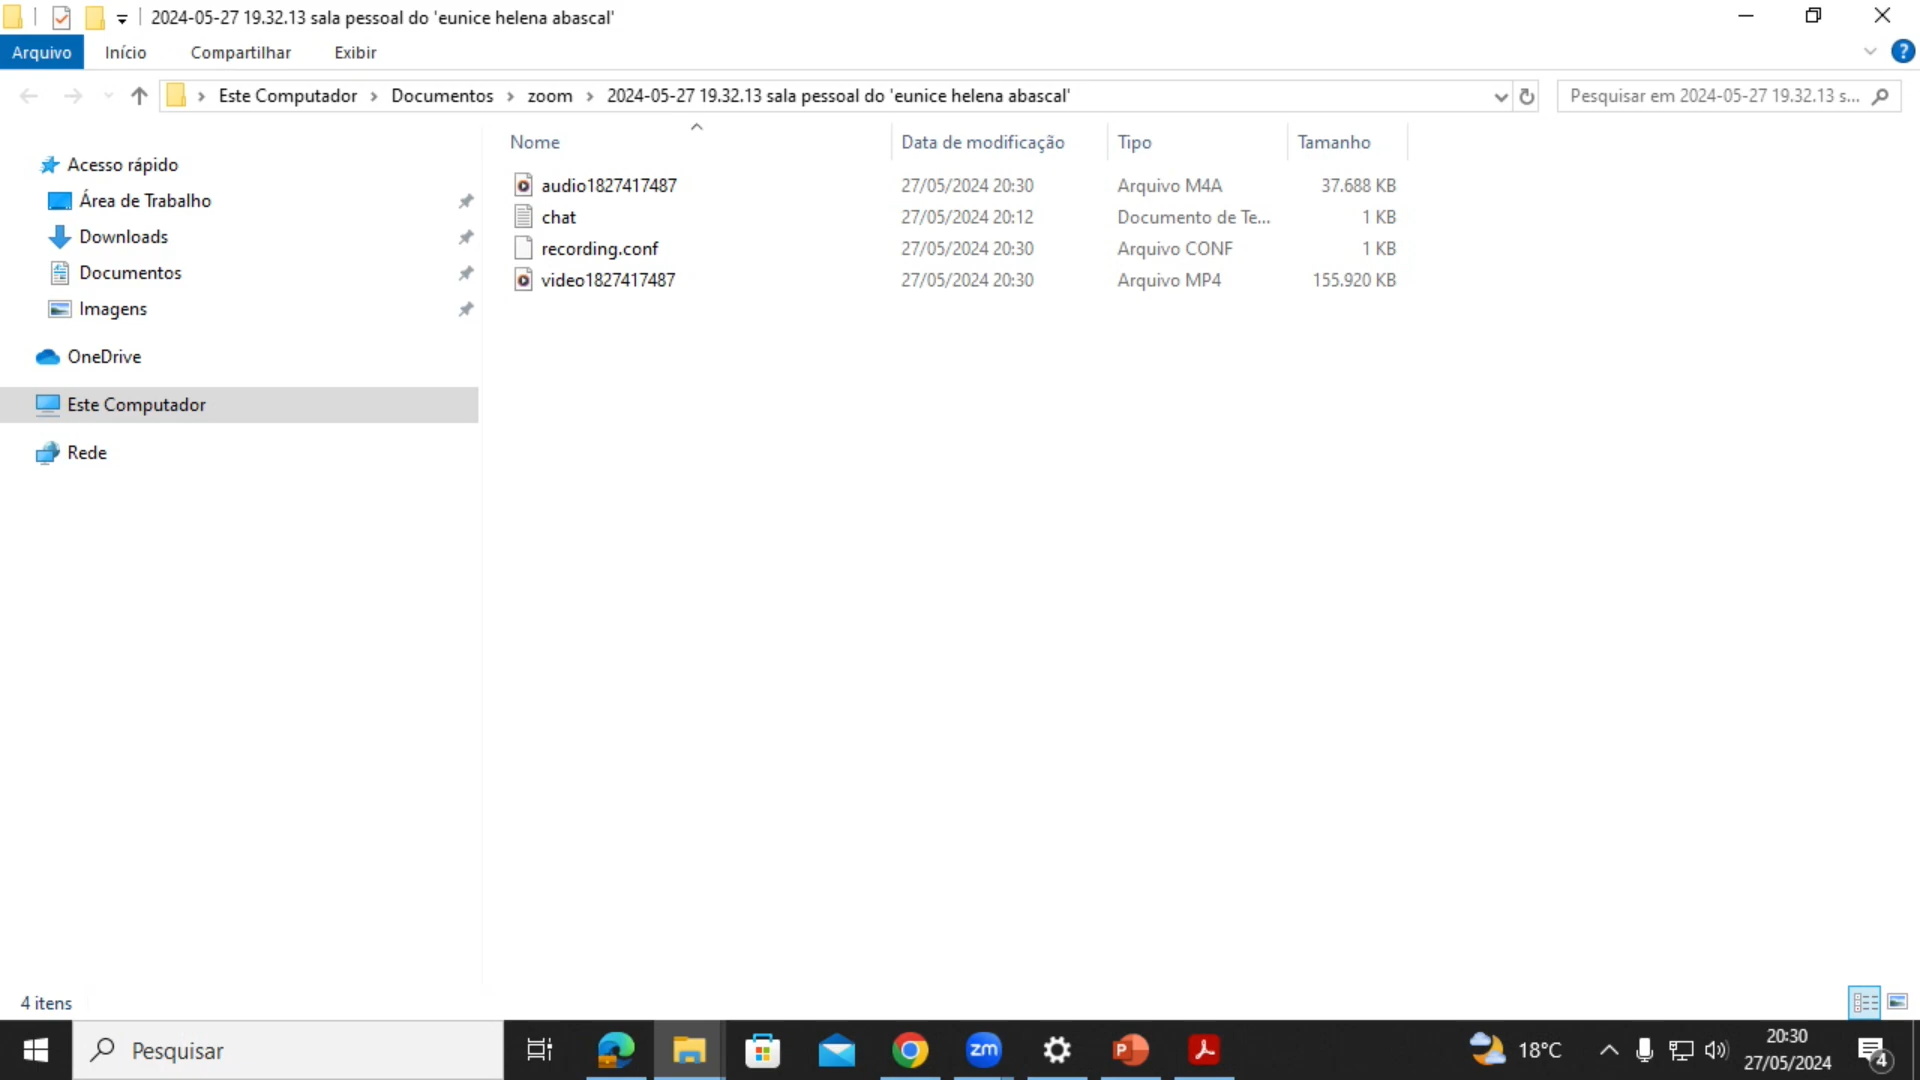 2024-05-27 19.32.13 sala pessoal do 'eunice helena abascal'
Arquivo Início Compartilhar Exibir ?
Este Computador > Documentos > zoom > 2024-05-27 19.32.13 sala pessoal do 'eunice helena abascal'
Pesquisar em 2024-05-27 19.32.13 s...
Nome Data de modificação Tipo Tamanho
Acesso rápido
Área de Trabalho
Downloads
Documentos
Imagens
OneDrive
Este Computador
Rede
audio1827417487 27/05/2024 20:30 Arquivo M4A 37.688 KB
chat 27/05/2024 20:12 Documento de Te... 1 KB
recording.conf 27/05/2024 20:30 Arquivo CONF 1 KB
video1827417487 27/05/2024 20:30 Arquivo MP4 155.920 KB
4 itens
Pesquisar
zm
P
18°C
20:30
27/05/2024
4